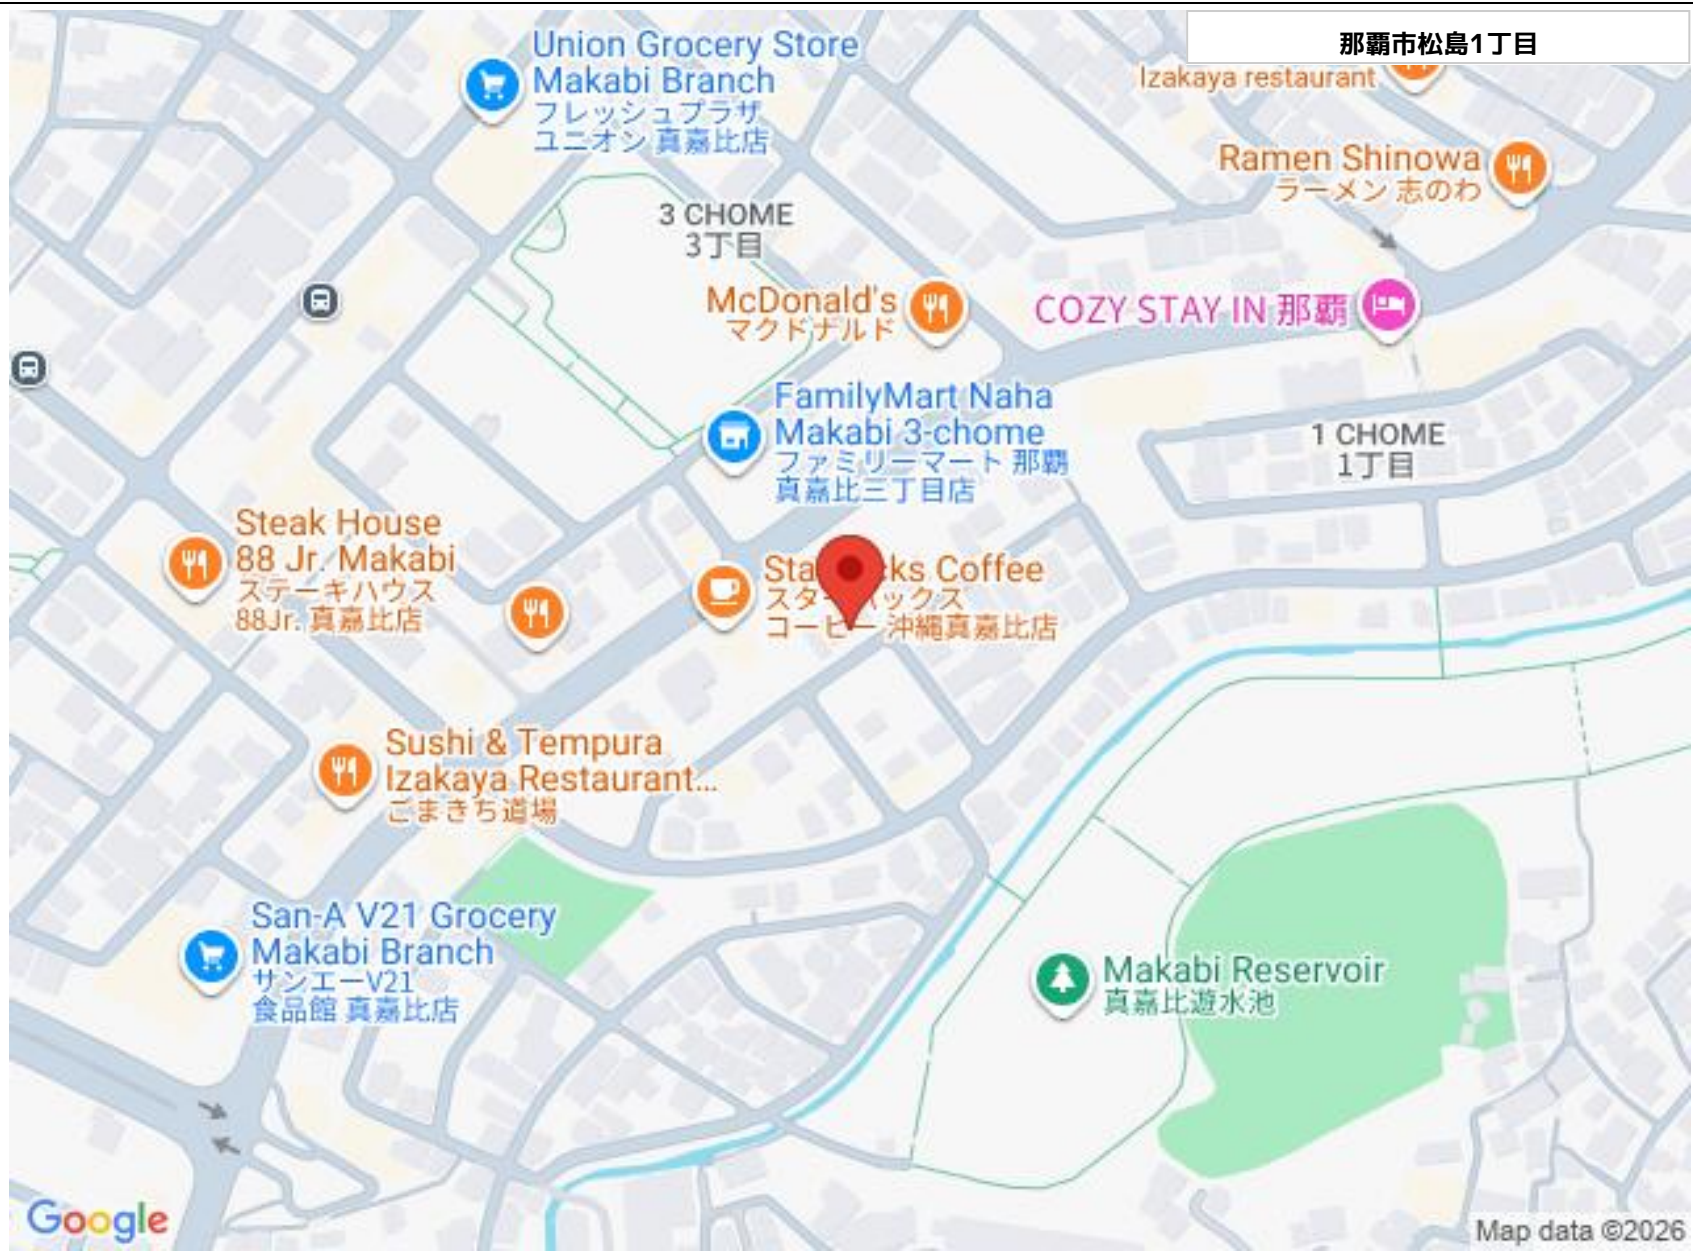 那覇市松島1丁目
Union Grocery Store
Makabi Branch
フレッシュプラザ
ユニオン 真嘉比店
Izakaya restaurant
Ramen Shinowa
ラーメン 志のわ
3 CHOME
3丁目
McDonald's
マクドナルド
COZY STAY IN 那覇
FamilyMart Naha
Makabi 3-chome
ファミリーマート 那覇
真嘉比三丁目店
1 CHOME
1丁目
Steak House
88 Jr. Makabi
ステーキハウス
88Jr. 真嘉比店
Coffee
コーヒー 沖縄真嘉比店
Sushi & Tempura
Izakaya Restaurant...
ごまきち道場
San-A V21 Grocery
Makabi Branch
サンエーV21
食品館 真嘉比店
Makabi Reservoir
真嘉比遊水池
Google
Map data ©2026